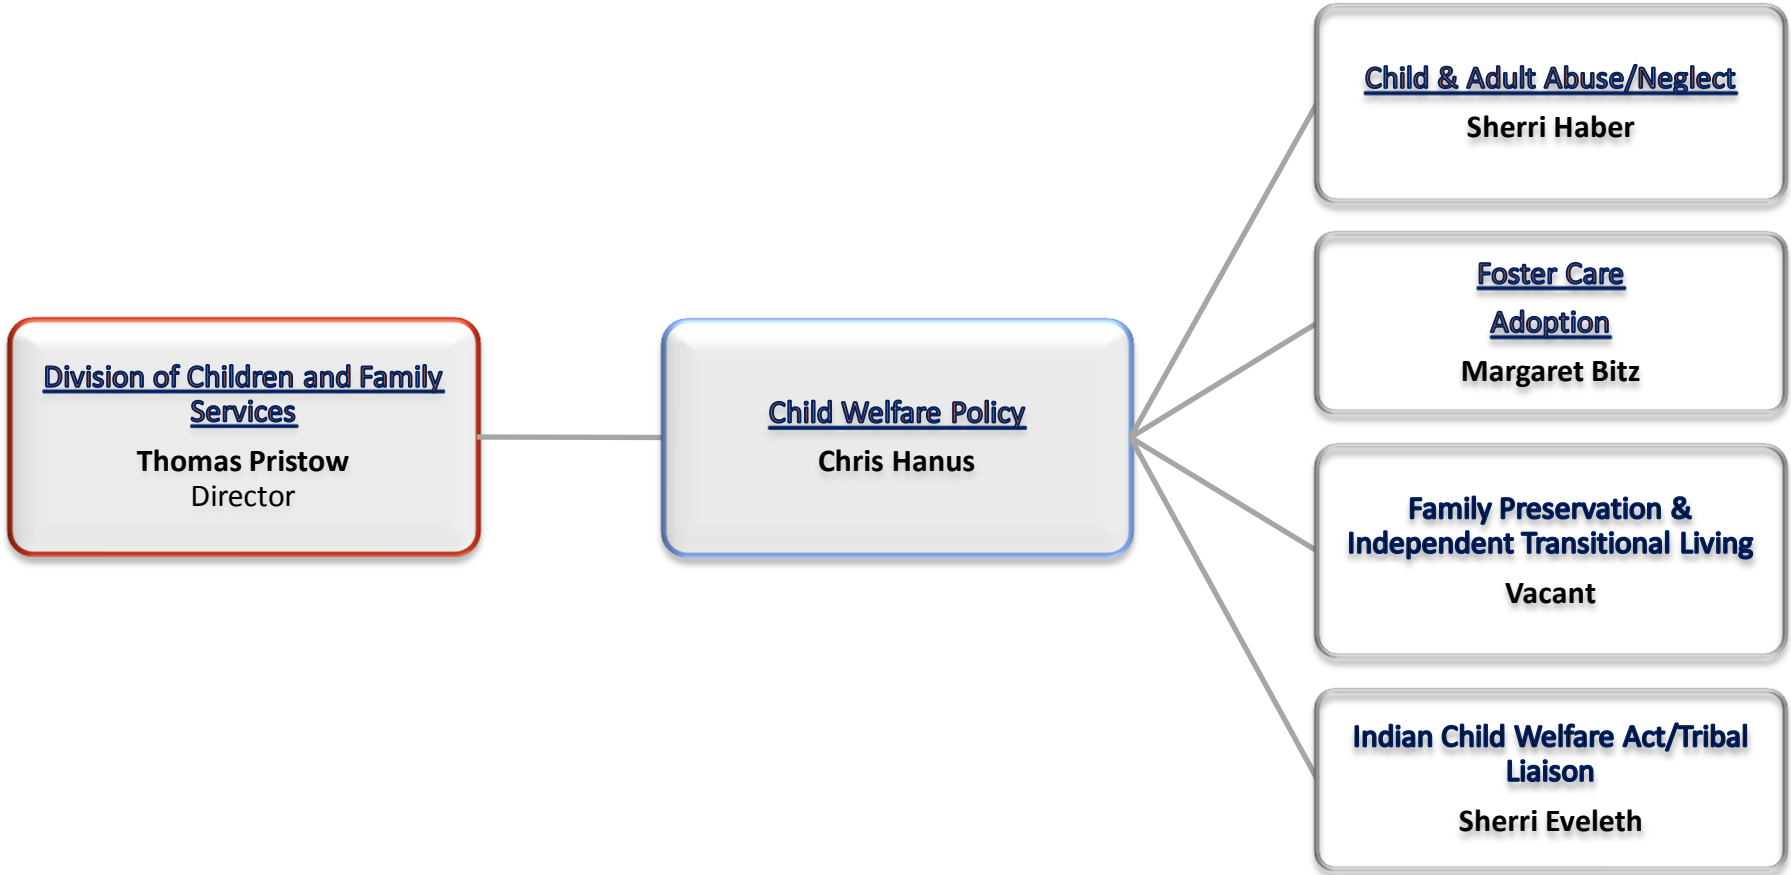 Division of Children and Family
Services
Thomas Pristow
Director
Child Welfare Policy
Chris Hanus
Child & Adult Abuse/Neglect
Sherri Haber
Foster Care
Adoption
Margaret Bitz
Family Preservation &
Independent Transitional Living
Vacant
Indian Child Welfare Act/Tribal
Liaison
Sherri Eveleth